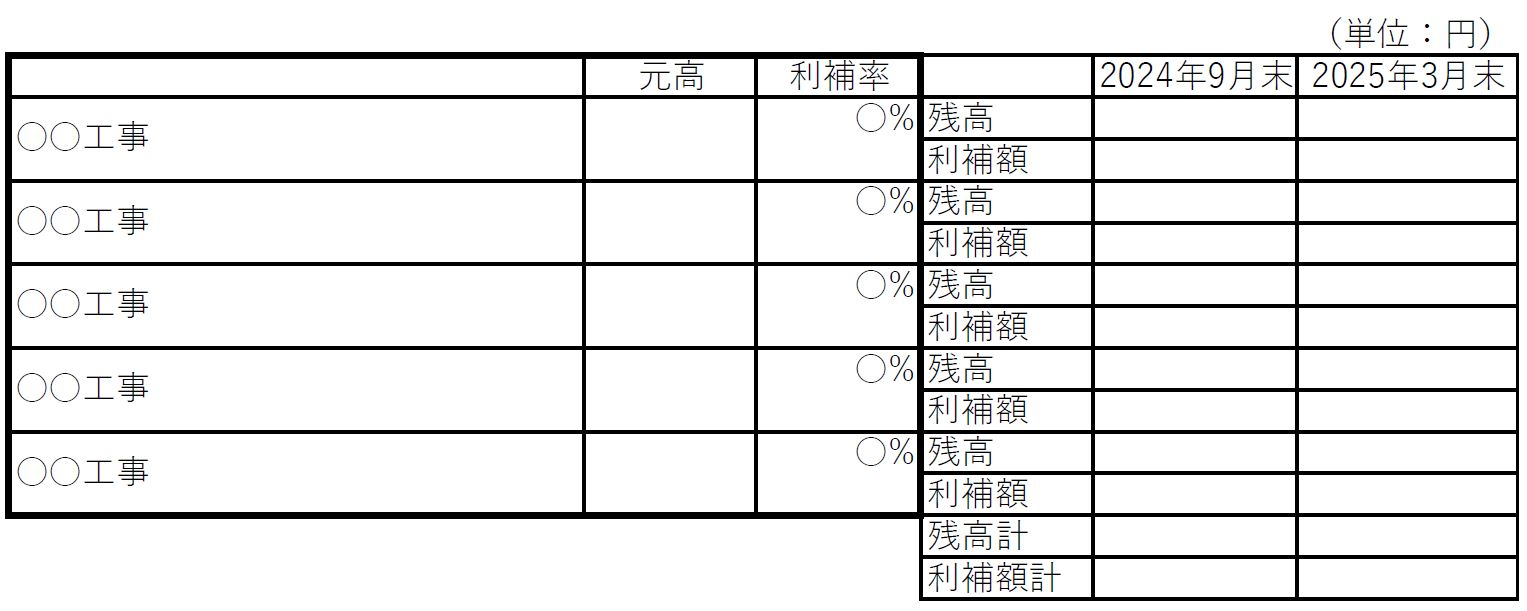 （単位：円）
元高 利補率 2024年9月末 2025年3月末
〇〇工事 〇% 残高
利補額
〇〇工事 〇% 残高
利補額
〇〇工事 〇% 残高
利補額
〇〇工事 〇% 残高
利補額
〇〇工事 〇% 残高
利補額
残高計
利補額計